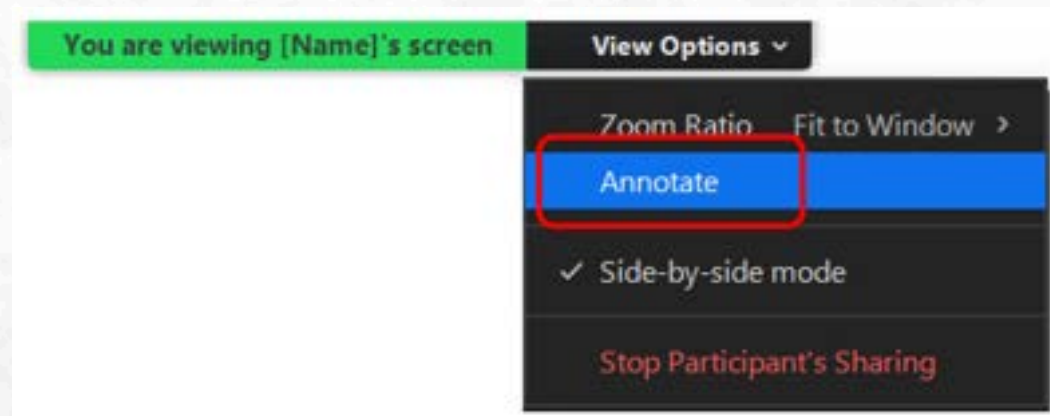 You are viewing [Name]'s screen View Options
Zoom Ratio Fit to Window
Annotate
Side-by-side mode
Stop Participant's Sharing